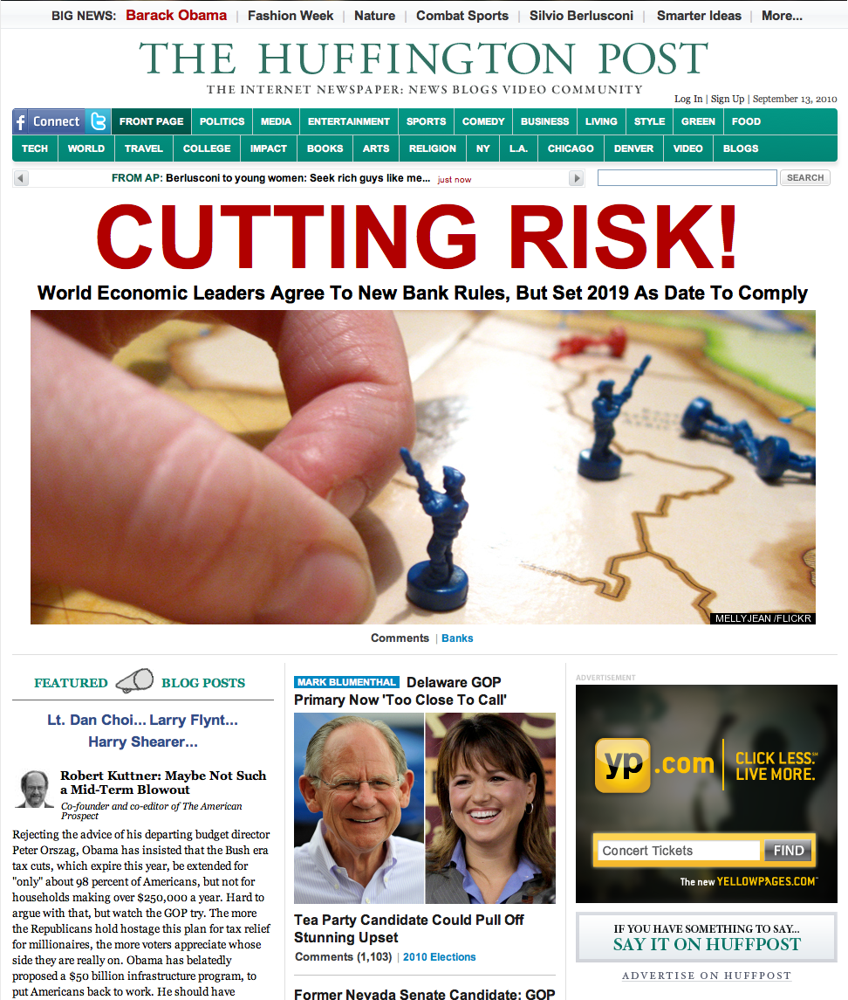 BIG NEWS: Barack Obama | Fashion Week | Nature | Combat Sports | Silvio Berlusconi | Smarter Ideas | More...
THE HUFFINGTON POST
THE INTERNET NEWSPAPER: NEWS BLOGS VIDEO COMMUNITY
Log In | Sign Up | September 13, 2010
f Connect t FRONT PAGE POLITICS MEDIA ENTERTAINMENT SPORTS COMEDY BUSINESS LIVING STYLE GREEN FOOD
TECH WORLD TRAVEL COLLEGE IMPACT BOOKS ARTS RELIGION NY L.A. CHICAGO DENVER VIDEO BLOGS
FROM AP: Berlusconi to young women: Seek rich guys like me... just now
SEARCH
CUTTING RISK!
World Economic Leaders Agree To New Bank Rules, But Set 2019 As Date To Comply
MELLYJEAN /FLICKR
Comments | Banks
FEATURED BLOG POSTS
Lt. Dan Choi... Larry Flynt...
Harry Shearer...
Robert Kuttner: Maybe Not Such
a Mid-Term Blowout
Co-founder and co-editor of The American
Prospect
Rejecting the advice of his departing budget director
Peter Orszag, Obama has insisted that the Bush era
tax cuts, which expire this year, be extended for
"only" about 98 percent of Americans, but not for
households making over $250,000 a year. Hard to
argue with that, but watch the GOP try. The more
the Republicans hold hostage this plan for tax relief
for millionaires, the more voters appreciate whose
side they are really on. Obama has belatedly
proposed a $50 billion infrastructure program, to
put Americans back to work. He should have
MARK BLUMENTHAL Delaware GOP
Primary Now 'Too Close To Call'
Tea Party Candidate Could Pull Off
Stunning Upset
Comments (1,103) | 2010 Elections
Former Nevada Senate Candidate: GOP
ADVERTISEMENT
yp.com CLICK LESS.
LIVE MORE.
Concert Tickets FIND
The new YELLOWPAGES.COM
IF YOU HAVE SOMETHING TO SAY...
SAY IT ON HUFFPOST
ADVERTISE ON HUFFPOST